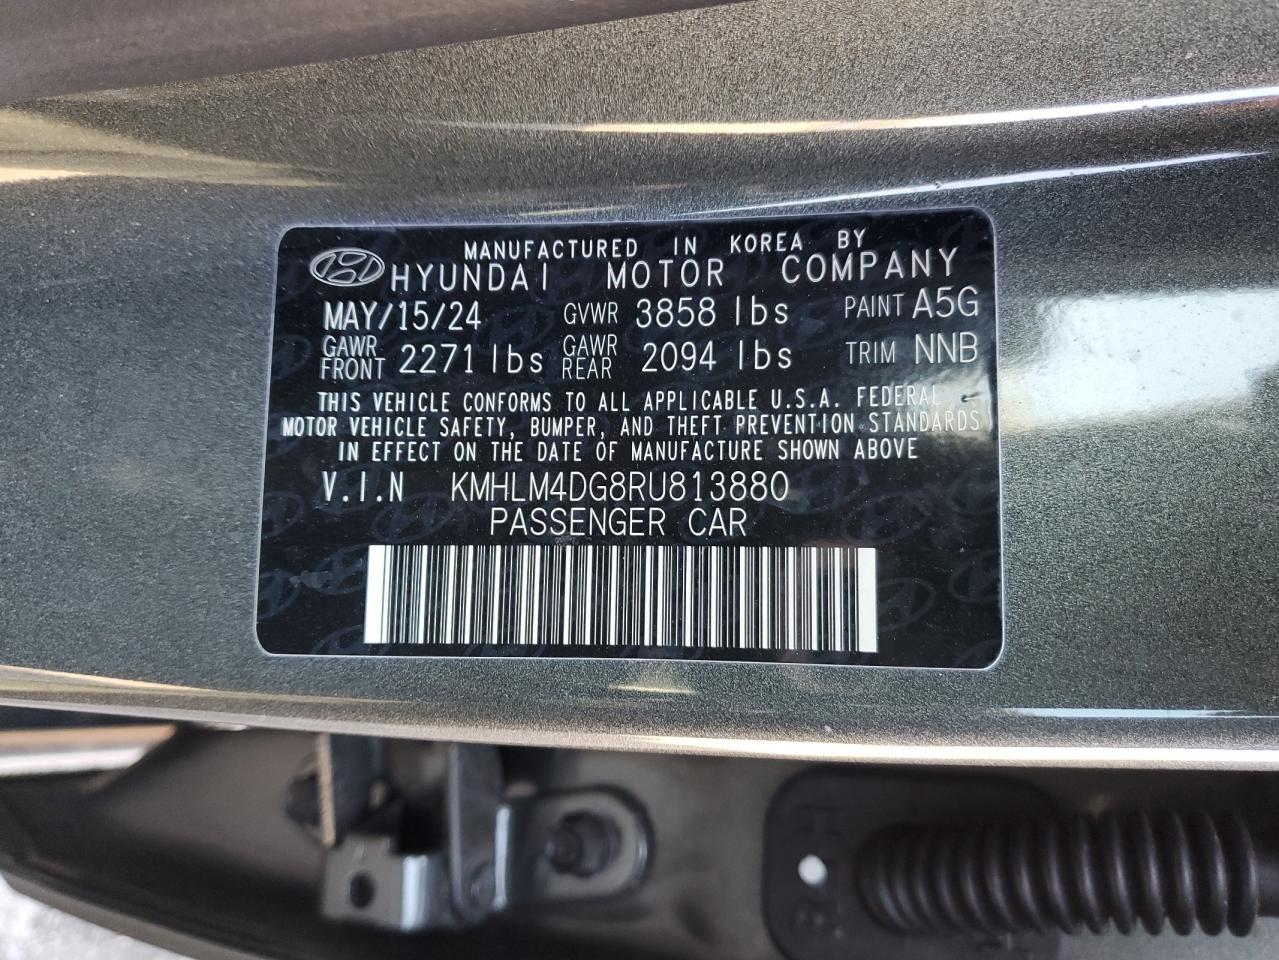 MANUFACTURED IN KOREA BY
HYUNDAI MOTOR COMPANY
MAY/15/24 GVWR 3858 lbs PAINT A5G
GAWR FRONT 2271 lbs GAWR REAR 2094 lbs TRIM NNB
THIS VEHICLE CONFORMS TO ALL APPLICABLE U.S.A. FEDERAL
MOTOR VEHICLE SAFETY, BUMPER, AND THEFT PREVENTION STANDARDS
IN EFFECT ON THE DATE OF MANUFACTURE SHOWN ABOVE
V.I.N KMHLM4DG8RU813880
PASSENGER CAR